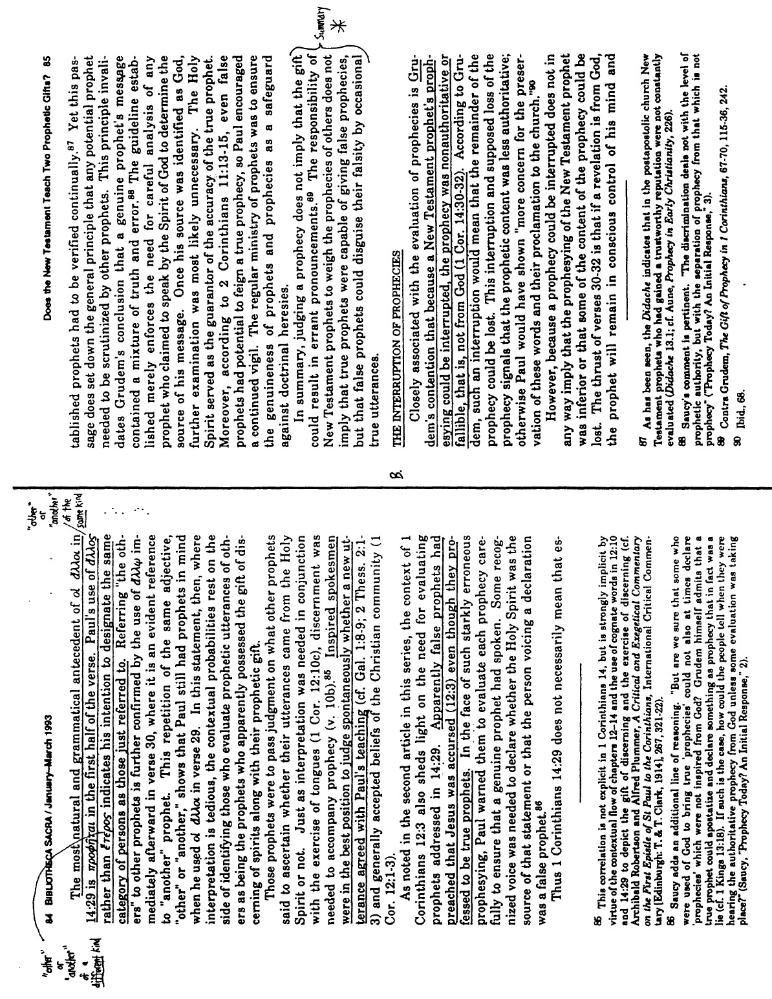 84 BIBLIOTHECA SACRA / January–March 1993
"other"
or
"another"
of a
different kind
"other"
or
"another"
of the
same kind
The most natural and grammatical antecedent of οἱ ἄλλοι in
14:29 is προφῆται in the first half of the verse. Paul's use of ἄλλος
rather than ἕτερος indicates his intention to designate the same
category of persons as those just referred to. Referring "the oth-
ers" to other prophets is further confirmed by the use of ἄλλῳ im-
mediately afterward in verse 30, where it is an evident reference
to "another" prophet. This repetition of the same adjective,
"other" or "another," shows that Paul still had prophets in mind
when he used ἄλλοι in verse 29. In this statement, then, where
interpretation is tedious, the contextual probabilities rest on the
side of identifying those who evaluate prophetic utterances of oth-
ers as being the prophets who apparently possessed the gift of dis-
cerning of spirits along with their prophetic gift.
Those prophets were to pass judgment on what other prophets
said to ascertain whether their utterances came from the Holy
Spirit or not. Just as interpretation was needed in conjunction
with the exercise of tongues (1 Cor. 12:10c), discernment was
needed to accompany prophecy (v. 10b).85 Inspired spokesmen
were in the best position to judge spontaneously whether a new ut-
terance agreed with Paul's teaching (cf. Gal. 1:8-9; 2 Thess. 2:1-
3) and generally accepted beliefs of the Christian community (1
Cor. 12:1-3).
As noted in the second article in this series, the context of 1
Corinthians 12:3 also sheds light on the need for evaluating
prophets addressed in 14:29. Apparently false prophets had
preached that Jesus was accursed (12:3) even though they pro-
fessed to be true prophets. In the face of such starkly erroneous
prophesying, Paul warned them to evaluate each prophecy care-
fully to ensure that a genuine prophet had spoken. Some recog-
nized voice was needed to declare whether the Holy Spirit was the
source of that statement or that the person voicing a declaration
was a false prophet.86
Thus 1 Corinthians 14:29 does not necessarily mean that es-
85 This correlation is not explicit in 1 Corinthians 14, but is strongly implicit by
virtue of the contextual flow of chapters 12–14 and the use of cognate words in 12:10
and 14:29 to depict the gift of discerning and the exercise of discerning (cf.
Archibald Robertson and Alfred Plummer, A Critical and Exegetical Commentary
on the First Epistle of St Paul to the Corinthians, International Critical Commen-
tary [Edinburgh: T. & T. Clark, 1914], 267, 321-22).
86 Saucy adds an additional line of reasoning. "But are we sure that some who
were used of God to bring true 'prophecies' could not also at times declare
'prophecies' which were not inspired from God? Grudem himself admits that a
true prophet could apostatize and declare something as prophecy that in fact was a
lie (cf. 1 Kings 13:18). If such is the case, how could the people tell when they were
hearing the authoritative prophecy from God unless some evaluation was taking
place?" (Saucy, "Prophecy Today? An Initial Response," 2).
Does the New Testament Teach Two Prophetic Gifts? 85
tablished prophets had to be verified continually.87 Yet this pas-
sage does set down the general principle that any potential prophet
needed to be scrutinized by other prophets. This principle invali-
dates Grudem's conclusion that a genuine prophet's message
contained a mixture of truth and error.88 The guideline estab-
lished merely enforces the need for careful analysis of any
prophet who claimed to speak by the Spirit of God to determine the
source of his message. Once his source was identified as God,
further examination was most likely unnecessary. The Holy
Spirit served as the guarantor of the accuracy of the true prophet.
Moreover, according to 2 Corinthians 11:13-15, even false
prophets had potential to feign a true prophecy, so Paul encouraged
a continued vigil. The regular ministry of prophets was to ensure
the genuineness of prophets and prophecies as a safeguard
against doctrinal heresies.
In summary, judging a prophecy does not imply that the gift
could result in errant pronouncements.89 The responsibility of
New Testament prophets to weigh the prophecies of others does not
imply that true prophets were capable of giving false prophecies,
but that false prophets could disguise their falsity by occasional
true utterances.
Summary
*
B.
THE INTERRUPTION OF PROPHECIES
Closely associated with the evaluation of prophecies is Gru-
dem's contention that because a New Testament prophet's proph-
esying could be interrupted, the prophecy was nonauthoritative or
fallible, that is, not from God (1 Cor. 14:30-32). According to Gru-
dem, such an interruption would mean that the remainder of the
prophecy could be lost. This interruption and supposed loss of the
prophecy signals that the prophetic content was less authoritative;
otherwise Paul would have shown "more concern for the preser-
vation of these words and their proclamation to the church."90
However, because a prophecy could be interrupted does not in
any way imply that the prophesying of the New Testament prophet
was inferior or that some of the content of the prophecy could be
lost. The thrust of verses 30-32 is that if a revelation is from God,
the prophet will remain in conscious control of his mind and
87 As has been seen, the Didache indicates that in the postapostolic church New
Testament prophets who had gained a trustworthy reputation were not constantly
evaluated (Didache 13.1; cf. Aune, Prophecy in Early Christianity, 226).
88 Saucy's comment is pertinent. "The discrimination deals not with the level of
prophetic authority, but with the separation of prophecy from that which is not
prophecy" ("Prophecy Today? An Initial Response," 3).
89 Contra Grudem, The Gift of Prophecy in 1 Corinthians, 67-70, 115-36, 242.
90 Ibid., 68.